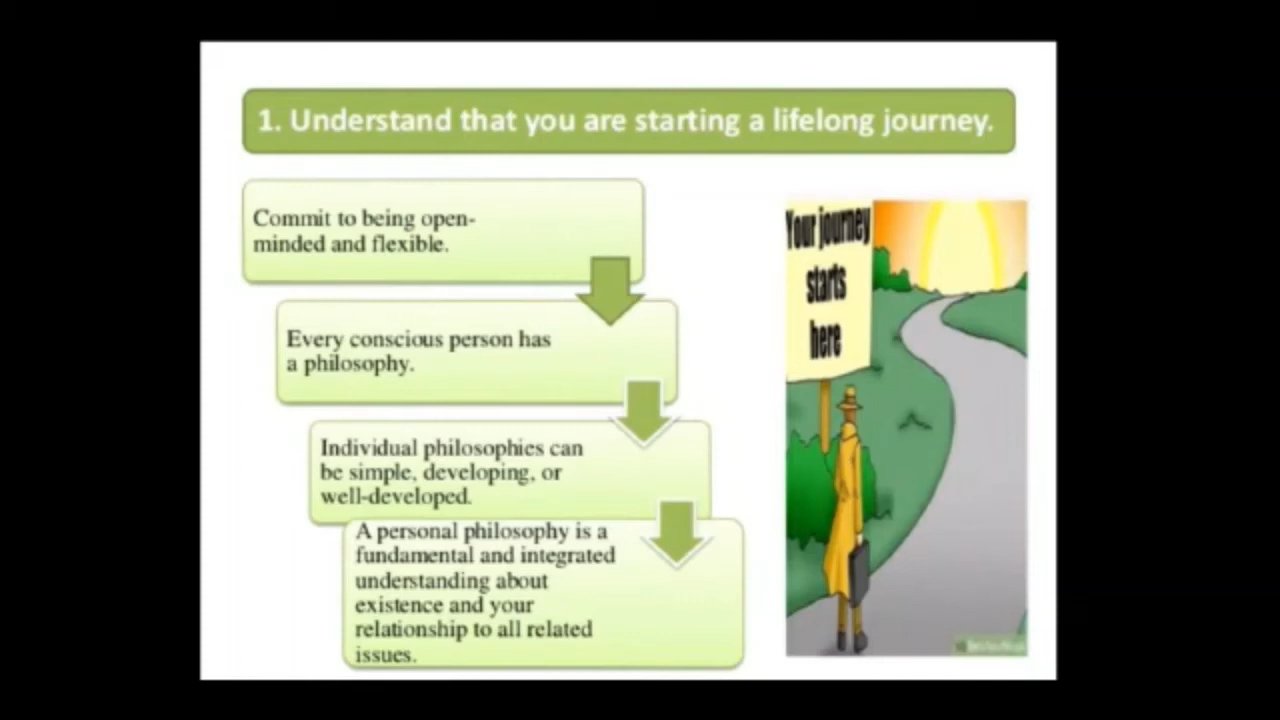 1. Understand that you are starting a lifelong journey.
Commit to being open-
minded and flexible.
Every conscious person has
a philosophy.
Individual philosophies can
be simple, developing, or
well-developed.
A personal philosophy is a
fundamental and integrated
understanding about
existence and your
relationship to all related
issues.
Your journey
starts
here